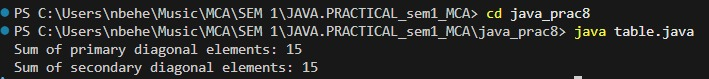 PS C:\Users\nbehe\Music\MCA\SEM 1\JAVA.PRACTICAL_sem1_MCA> cd java_prac8
PS C:\Users\nbehe\Music\MCA\SEM 1\JAVA.PRACTICAL_sem1_MCA\java_prac8> java table.java
Sum of primary diagonal elements: 15
Sum of secondary diagonal elements: 15